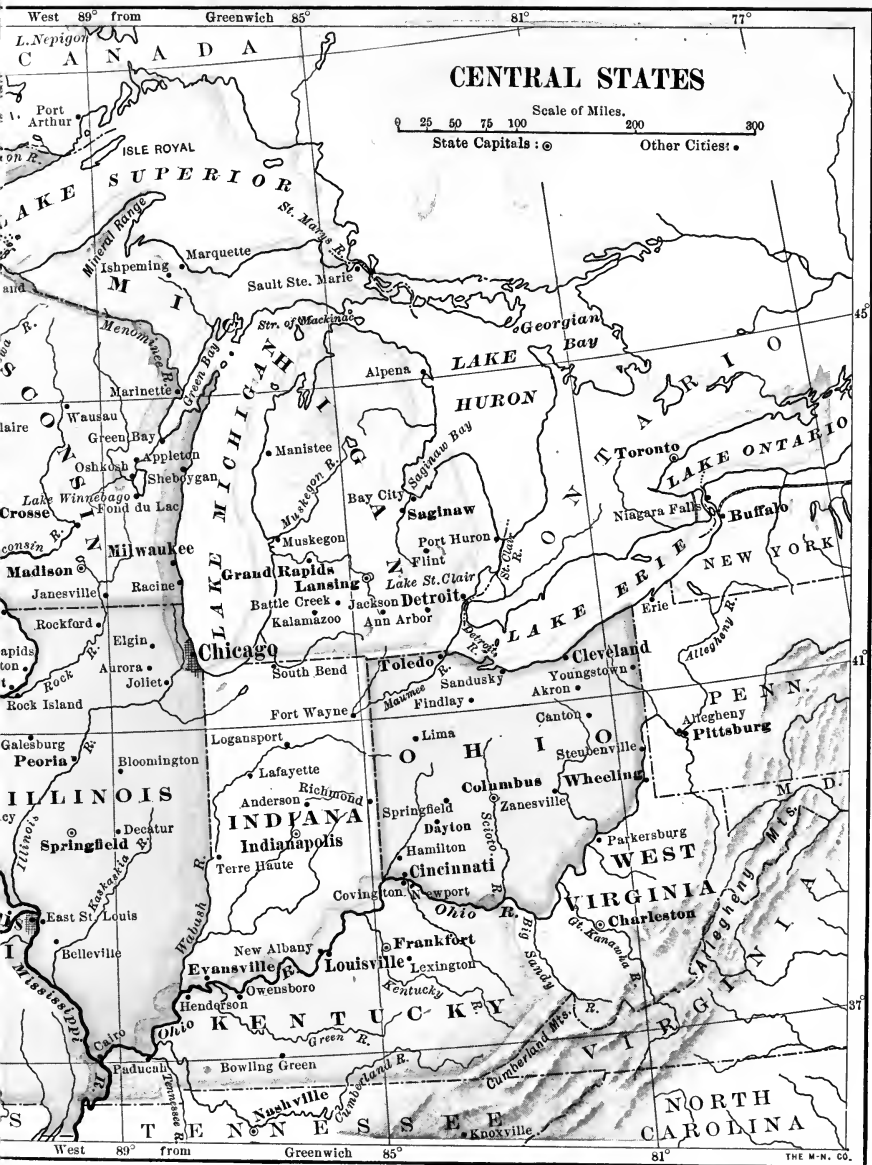 West 89° from Greenwich 85° 81° 77°
L. Nepigon
CANADA
CENTRAL STATES
Scale of Miles.
0 25 50 75 100 200 300
State Capitals: Other Cities:
Port
Arthur
on R.
ISLE ROYAL
LAKE SUPERIOR
St. Marys R.
Mineral Range
Marquette
Ishpeming
Sault Ste. Marie
MICHIGAN
and
Str. of Mackinac
Georgian
Bay
45
Menominee R.
Green Bay
Alpena
LAKE
HURON
ONTARIO
Marinette
WISCONSIN
laire
Wausau
Green Bay
Appleton
Oshkosh
Sheboygan
Lake Winnebago
Fond du Lac
Crosse
consin R.
LAKE MICHIGAN
Manistee
Muskegon R.
Saginaw Bay
Bay City
Saginaw
Toronto
LAKE ONTARIO
Niagara Falls
Buffalo
Milwaukee
Muskegon
Port Huron
Flint
St. Clair
R.
NEW YORK
Madison
Grand Rapids
Lansing
Lake St. Clair
LAKE ERIE
Janesville
Racine
Battle Creek
Jackson
Detroit
Kalamazoo
Ann Arbor
Erie
Rockford
Elgin
Chicago
Detroit
R.
Allegheny R.
apids
ton
Aurora
South Bend
Toledo
Cleveland
41°
Rock R.
Joliet
Maumee R.
Sandusky
Youngstown
Rock Island
Findlay
Akron
PENN.
Fort Wayne
Canton
Allegheny
Pittsburg
Galesburg
Logansport
Lima
OHIO
Steubenville
Peoria
Bloomington
Lafayette
Columbus
Wheeling
ILLINOIS
Anderson
Richmond
Springfield
Zanesville
MD.
cy
INDIANA
Dayton
Springfield
Decatur
Indianapolis
Scioto R.
Illinois R.
Hamilton
Parkersburg
Kaskaskia R.
Terre Haute
Cincinnati
WEST
VIRGINIA
Covington
Newport
Allegheny Mts.
is
East St. Louis
Wabash R.
Ohio R.
Charleston
Belleville
New Albany
Frankfort
Big Sandy R.
Gt. Kanawha R.
I
Evansville
Louisville
Lexington
VIRGINIA
Mississippi R.
Henderson
Owensboro
Kentucky R.
Ohio R.
KENTUCKY
37°
Cairo
Green R.
Cumberland Mts.
Paducah
Bowling Green
Tennessee R.
Cumberland R.
Nashville
NORTH
CAROLINA
S
TENNESSEE
Knoxville
West 89° from Greenwich 85° 81°
THE M-N. CO.